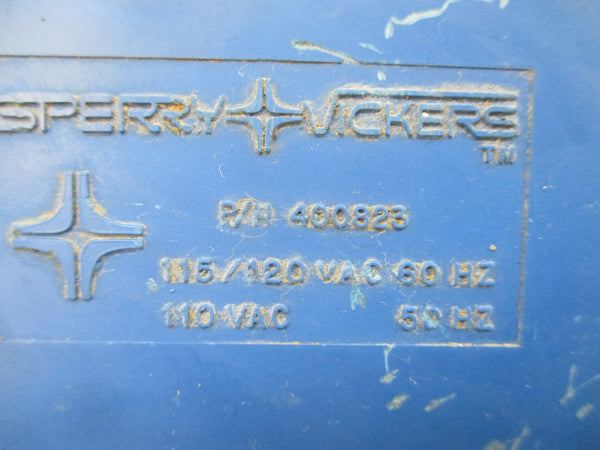 SPERRY VICKERS
TM
P/N 400823
115/120 VAC 60 HZ
110 VAC 50 HZ